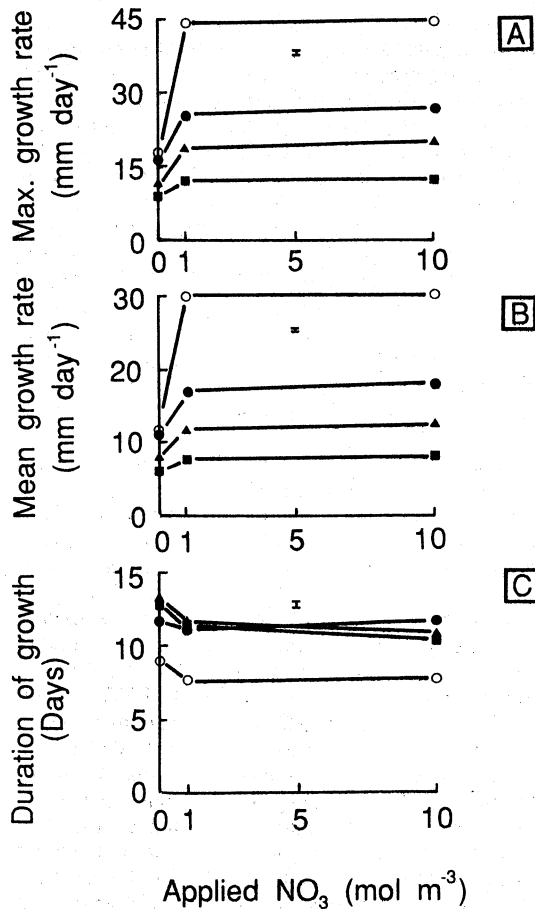 A
Max. growth rate
(mm day-1)
45
30
15
0
0 1 5 10
B
Mean growth rate
(mm day-1)
30
20
10
0
0 1 5 10
C
Duration of growth
(Days)
15
10
5
0
0 1 5 10
Applied NO3 (mol m-3)